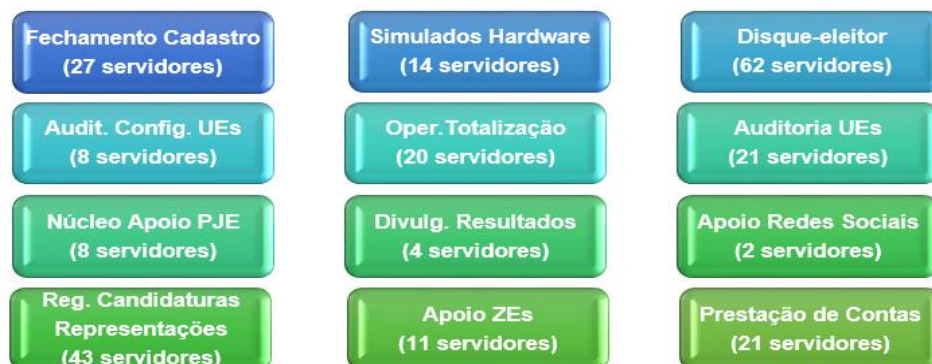 Fechamento Cadastro
(27 servidores)
Simulados Hardware
(14 servidores)
Disque-eleitor
(62 servidores)
Audit. Config. UEs
(8 servidores)
Oper.Totalização
(20 servidores)
Auditoria UEs
(21 servidores)
Núcleo Apoio PJE
(8 servidores)
Divulg. Resultados
(4 servidores)
Apoio Redes Sociais
(2 servidores)
Reg. Candidaturas
Representações
(43 servidores)
Apoio ZEs
(11 servidores)
Prestação de Contas
(21 servidores)